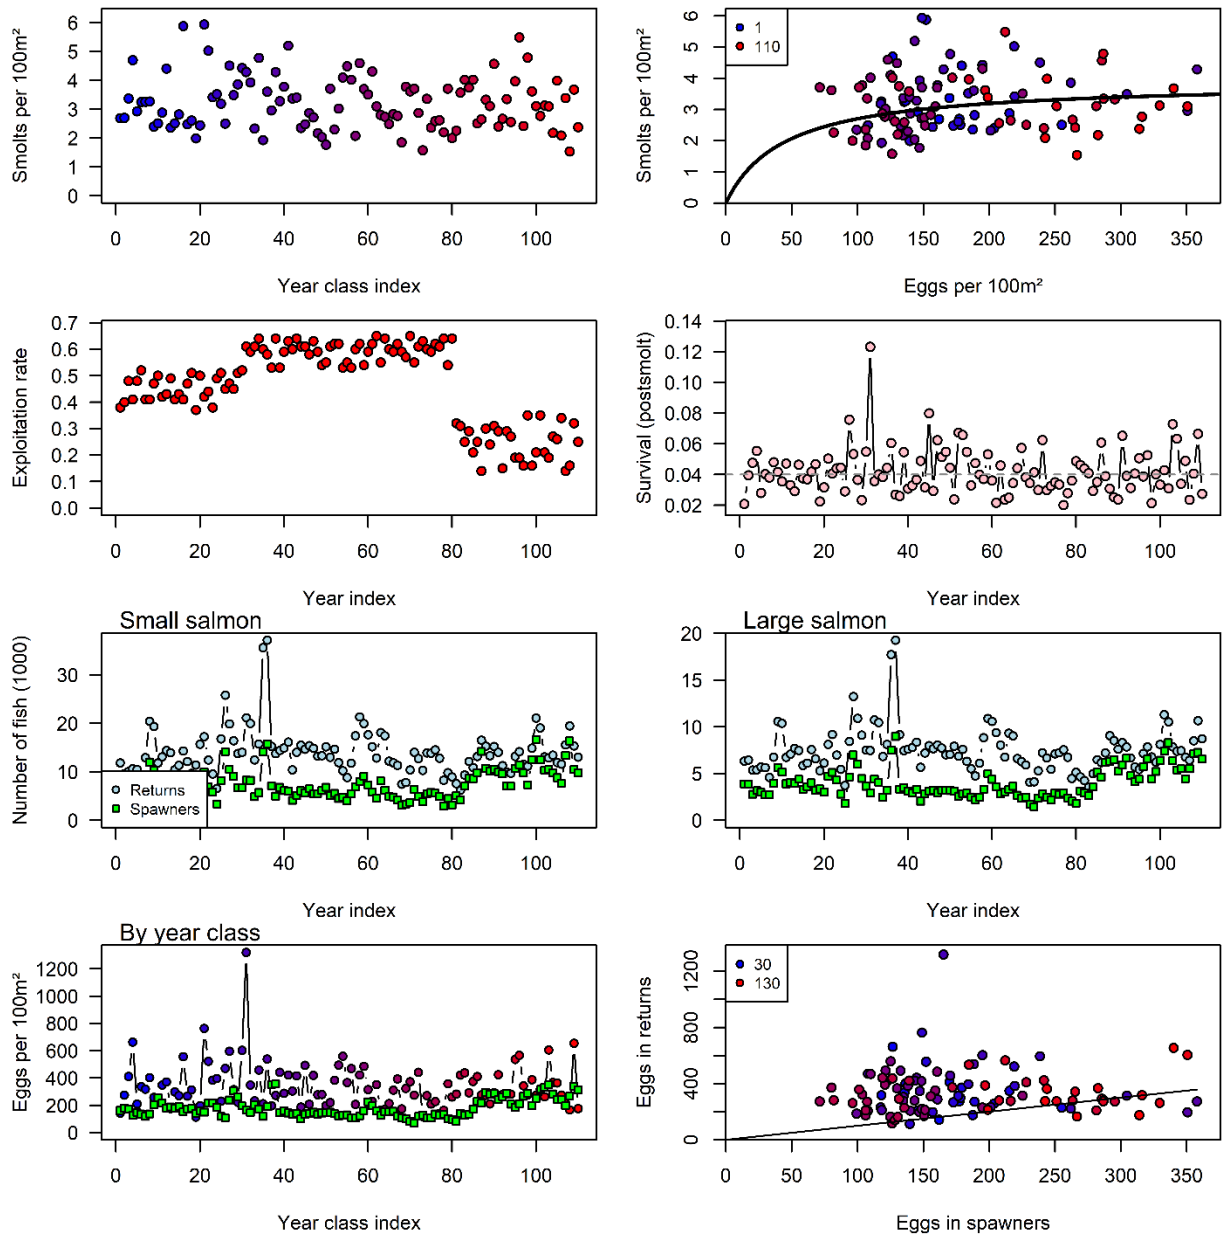 Smolts per 100m²
6
5
4
3
2
1
0
0 20 40 60 80 100
Year class index
Smolts per 100m²
6
5
4
3
2
1
0
1
110
0 50 100 150 200 250 300 350
Eggs per 100m²
Exploitation rate
0.7
0.6
0.5
0.4
0.3
0.2
0.1
0.0
0 20 40 60 80 100
Year index
Survival (postsmolt)
0.14
0.12
0.10
0.08
0.06
0.04
0.02
0 20 40 60 80 100
Year index
Small salmon
Number of fish (1000)
30
20
10
0
Returns
Spawners
0 20 40 60 80 100
Year index
Large salmon
20
15
10
5
0
0 20 40 60 80 100
Year index
By year class
Eggs per 100m²
1200
1000
800
600
400
200
0
0 20 40 60 80 100
Year class index
Eggs in returns
1200
800
400
0
30
130
0 50 100 150 200 250 300 350
Eggs in spawners